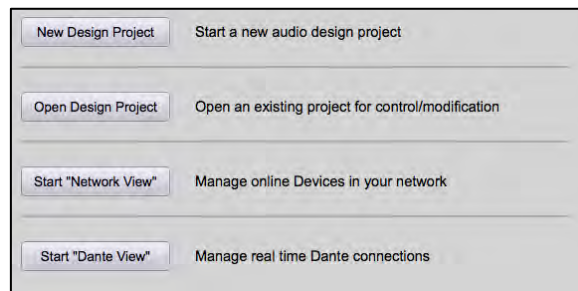 New Design Project Start a new audio design project
Open Design Project Open an existing project for control/modification
Start "Network View" Manage online Devices in your network
Start "Dante View" Manage real time Dante connections